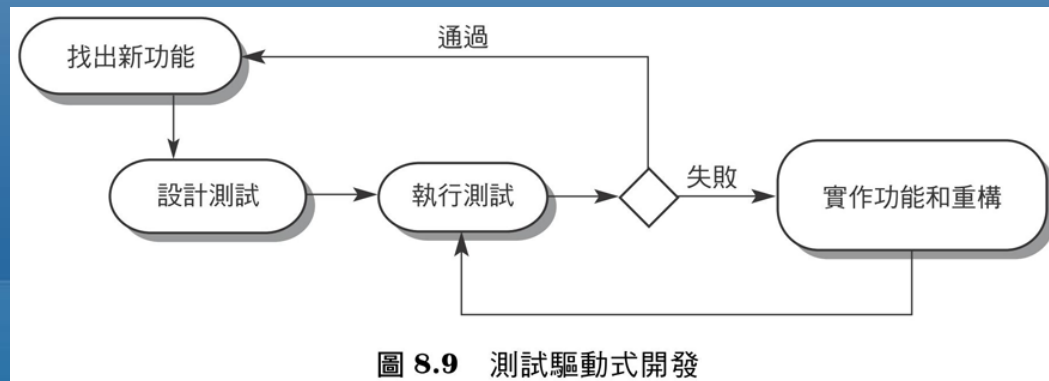 通過
找出新功能
設計測試
執行測試
失敗
實作功能和重構
圖 8.9 測試驅動式開發